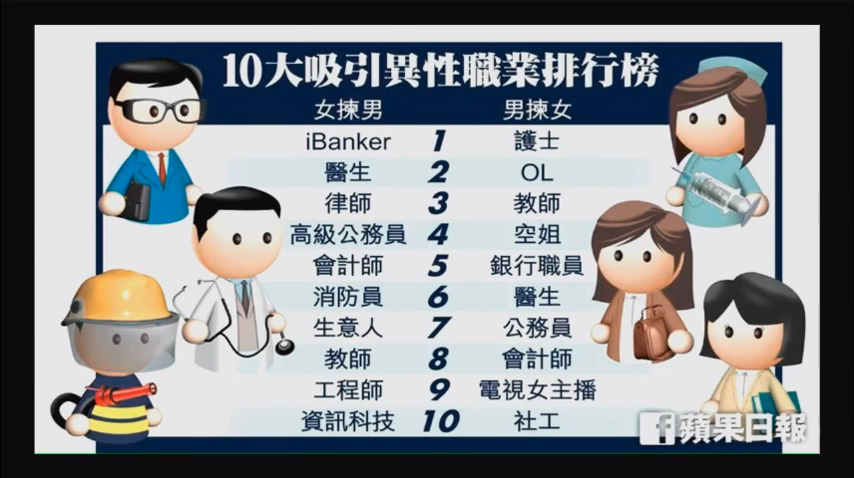 10大吸引異性職業排行榜
女揀男 男揀女
iBanker 1 護士
醫生 2 OL
律師 3 教師
高級公務員 4 空姐
會計師 5 銀行職員
消防員 6 醫生
生意人 7 公務員
教師 8 會計師
工程師 9 電視女主播
資訊科技 10 社工
f 蘋果日報